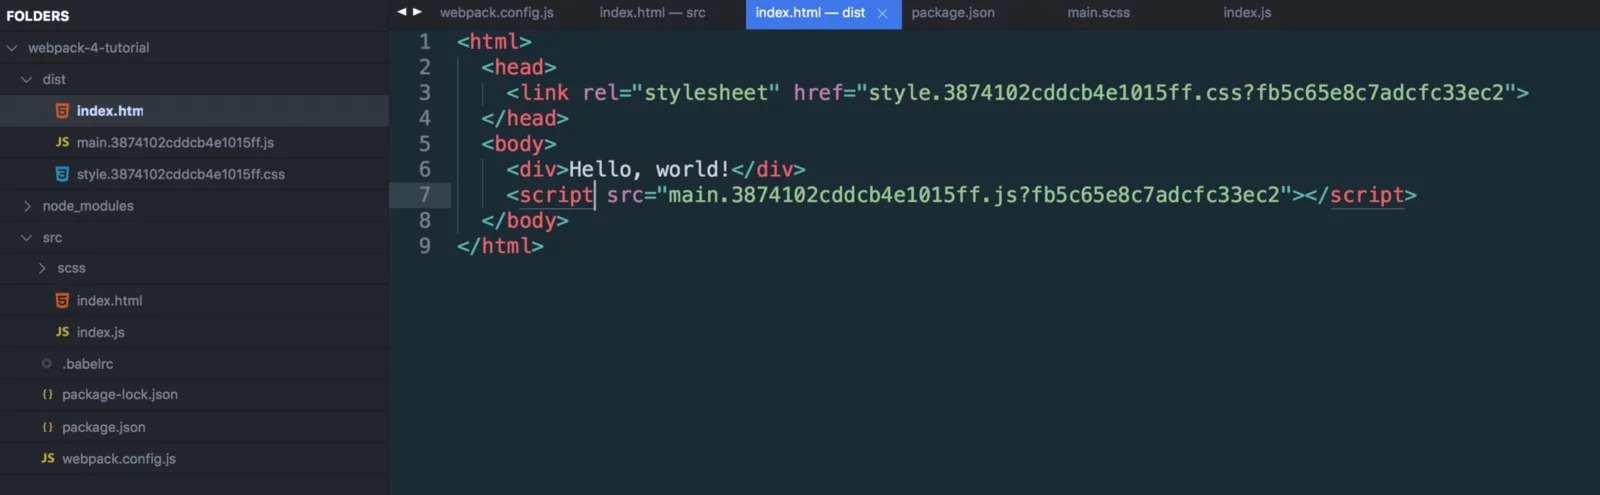 FOLDERS
webpack-4-tutorial
dist
index.htm
main.3874102cddcb4e1015ff.js
style.3874102cddcb4e1015ff.css
node_modules
src
scss
index.html
index.js
.babelrc
package-lock.json
package.json
webpack.config.js
webpack.config.js index.html — src index.html — dist package.json main.scss index.js
1 <html>
2 <head>
3 <link rel="stylesheet" href="style.3874102cddcb4e1015ff.css?fb5c65e8c7adcfc33ec2">
4 </head>
5 <body>
6 <div>Hello, world!</div>
7 <script src="main.3874102cddcb4e1015ff.js?fb5c65e8c7adcfc33ec2"></script>
8 </body>
9 </html>